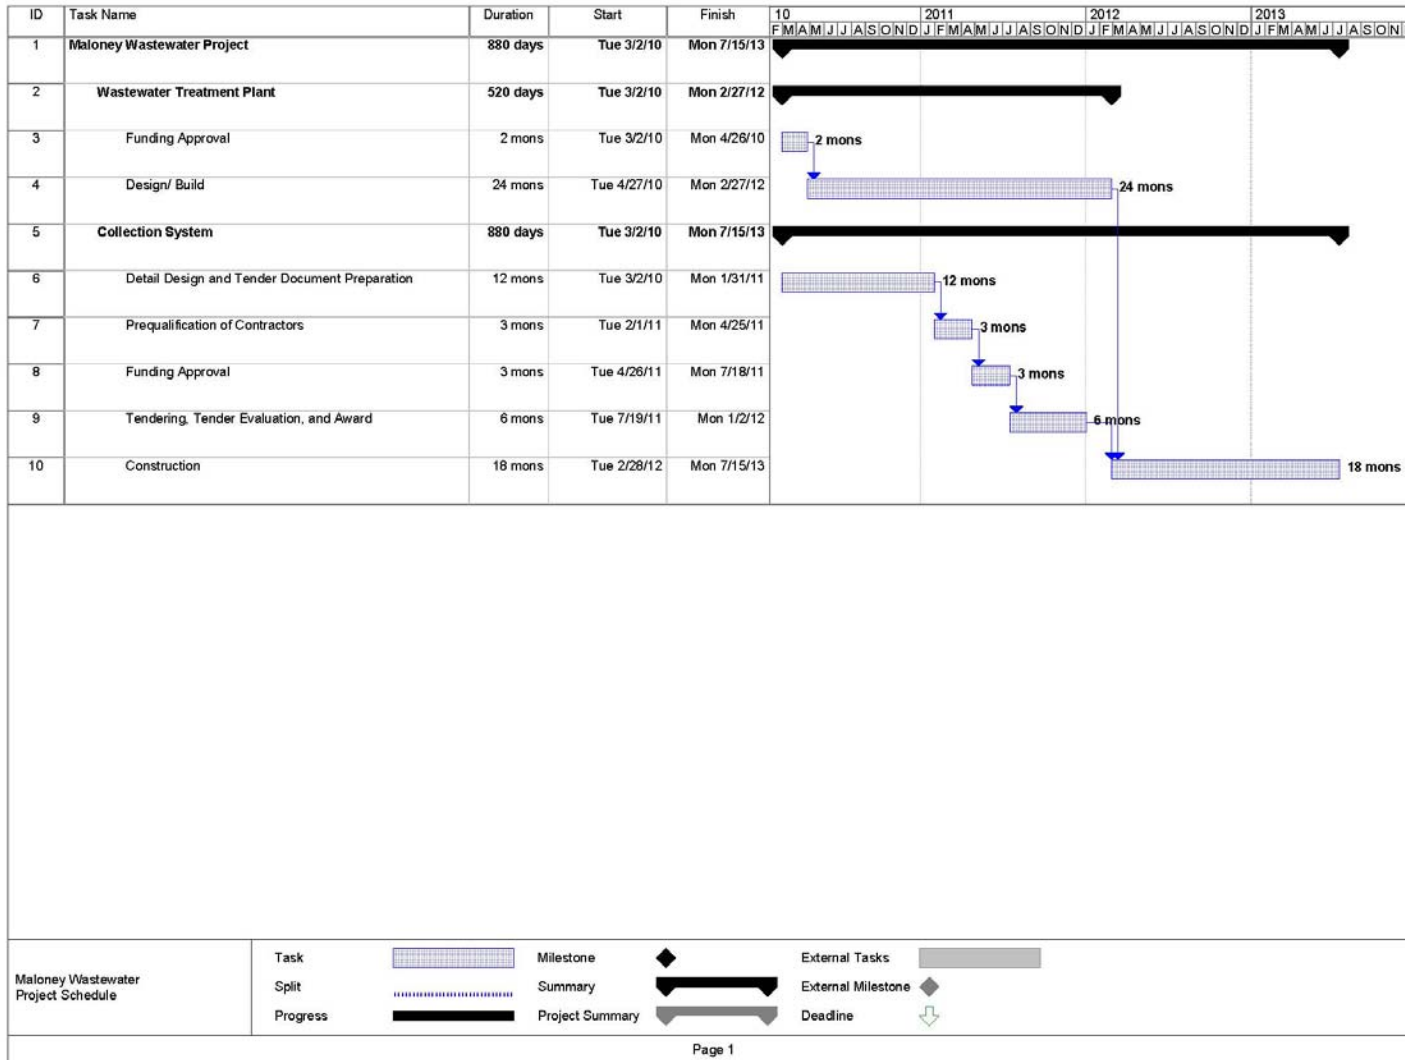 ID Task Name Duration Start Finish 10 2011 2012 2013
F M A M J J A S O N D J F M A M J J A S O N D J F M A M J J A S O N D J F M A M J J A S O N
1 Maloney Wastewater Project 880 days Tue 3/2/10 Mon 7/15/13
2 Wastewater Treatment Plant 520 days Tue 3/2/10 Mon 2/27/12
3 Funding Approval 2 mons Tue 3/2/10 Mon 4/26/10 2 mons
4 Design/ Build 24 mons Tue 4/27/10 Mon 2/27/12 24 mons
5 Collection System 880 days Tue 3/2/10 Mon 7/15/13
6 Detail Design and Tender Document Preparation 12 mons Tue 3/2/10 Mon 1/31/11 12 mons
7 Prequalification of Contractors 3 mons Tue 2/1/11 Mon 4/25/11 3 mons
8 Funding Approval 3 mons Tue 4/26/11 Mon 7/18/11 3 mons
9 Tendering, Tender Evaluation, and Award 6 mons Tue 7/19/11 Mon 1/2/12 6 mons
10 Construction 18 mons Tue 2/28/12 Mon 7/15/13 18 mons
Maloney Wastewater
Project Schedule
Task Milestone External Tasks
Split Summary External Milestone
Progress Project Summary Deadline
Page 1